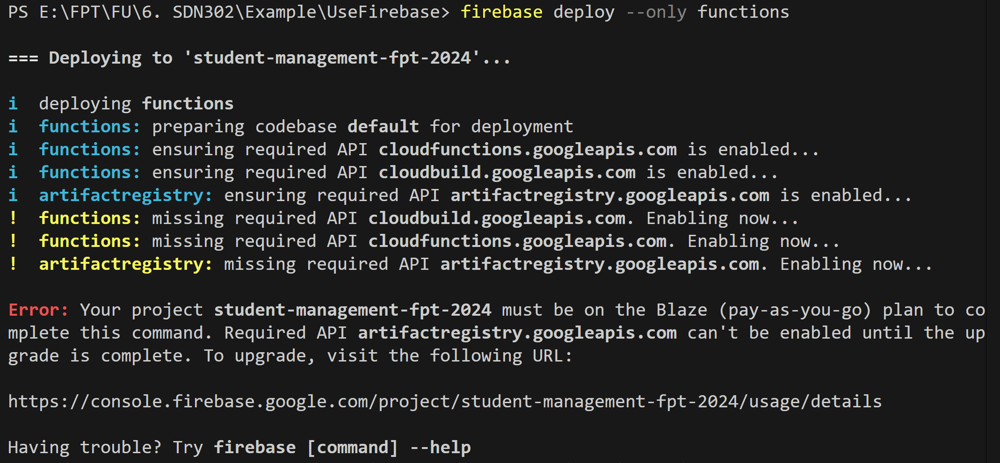 PS E:\FPT\FU\6. SDN302\Example\UseFirebase> firebase deploy --only functions
=== Deploying to 'student-management-fpt-2024'...
i  deploying functions
i  functions: preparing codebase default for deployment
i  functions: ensuring required API cloudfunctions.googleapis.com is enabled...
i  functions: ensuring required API cloudbuild.googleapis.com is enabled...
i  artifactregistry: ensuring required API artifactregistry.googleapis.com is enabled...
!  functions: missing required API cloudbuild.googleapis.com. Enabling now...
!  functions: missing required API cloudfunctions.googleapis.com. Enabling now...
!  artifactregistry: missing required API artifactregistry.googleapis.com. Enabling now...
Error: Your project student-management-fpt-2024 must be on the Blaze (pay-as-you-go) plan to co
mplete this command. Required API artifactregistry.googleapis.com can't be enabled until the up
grade is complete. To upgrade, visit the following URL:
https://console.firebase.google.com/project/student-management-fpt-2024/usage/details
Having trouble? Try firebase [command] --help